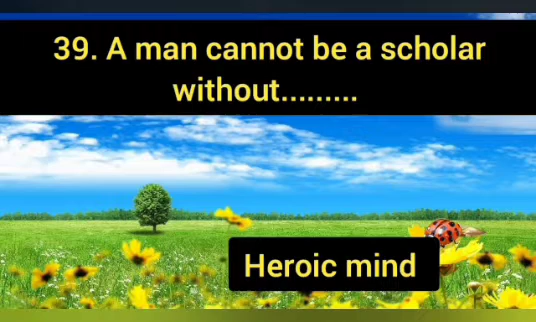 39. A man cannot be a scholar
without.........
Heroic mind